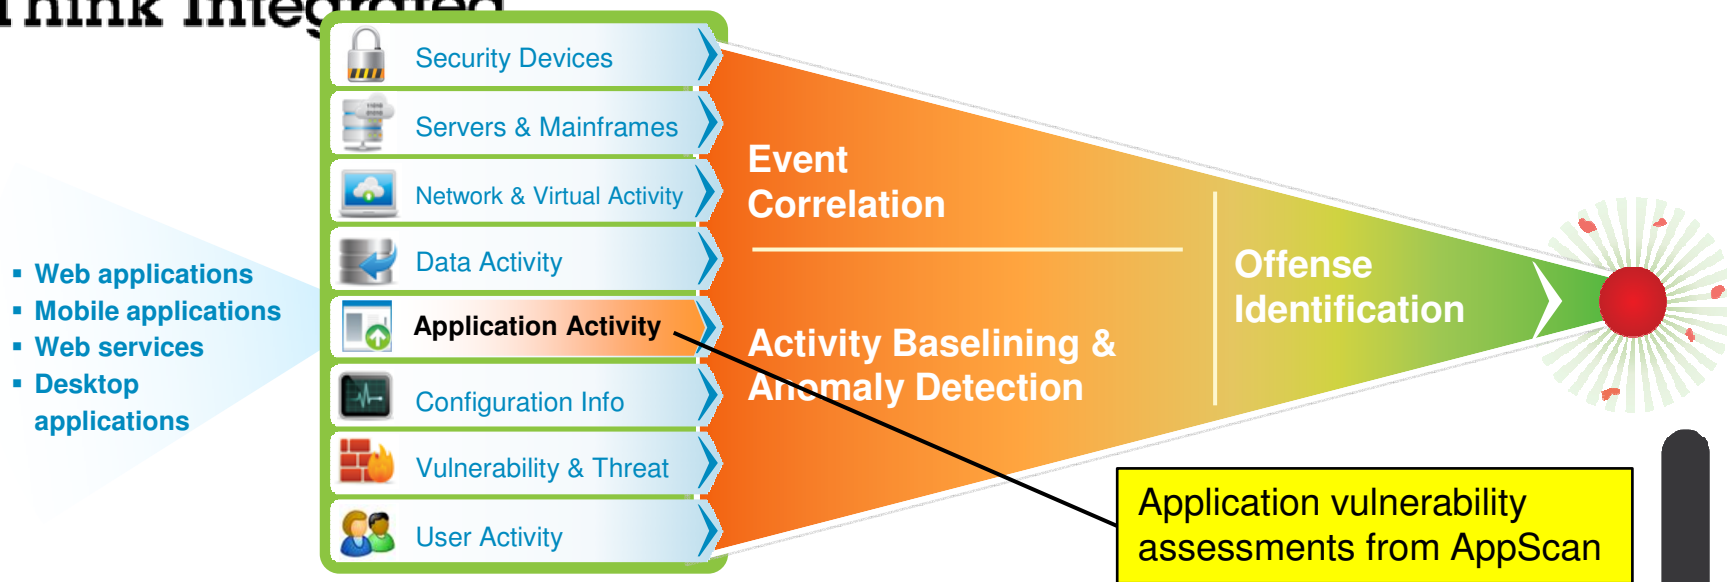 Think Integrated
Security Devices
Servers & Mainframes
Network & Virtual Activity
Data Activity
Application Activity
Configuration Info
Vulnerability & Threat
User Activity
▪ Web applications
▪ Mobile applications
▪ Web services
▪ Desktop
applications
Event
Correlation
Activity Baselining &
Anomaly Detection
Offense
Identification
Application vulnerability
assessments from AppScan